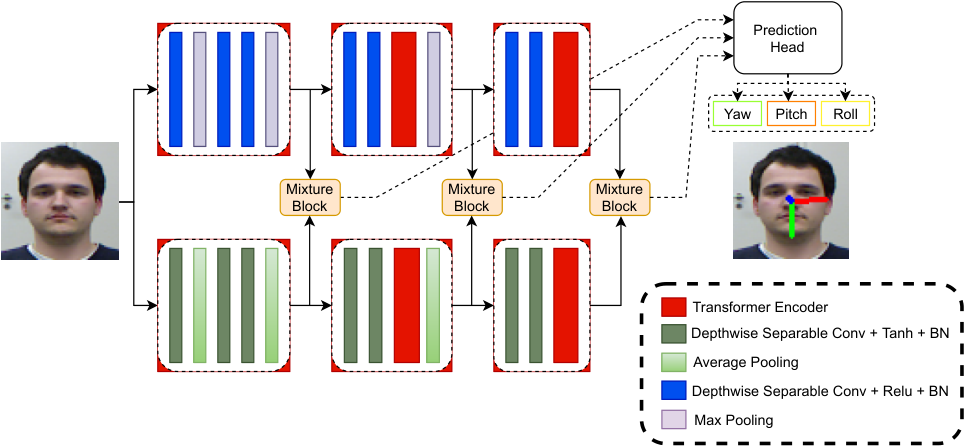 Prediction
Head
Yaw
Pitch
Roll
Mixture
Block
Mixture
Block
Mixture
Block
Transformer Encoder
Depthwise Separable Conv + Tanh + BN
Average Pooling
Depthwise Separable Conv + Relu + BN
Max Pooling